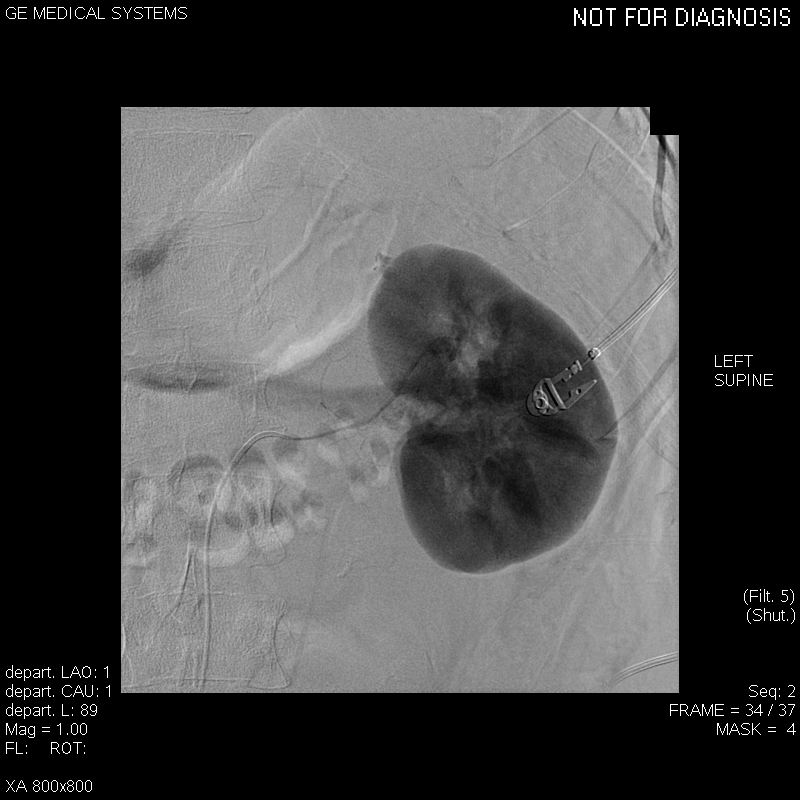 GE MEDICAL SYSTEMS
NOT FOR DIAGNOSIS
LEFT
SUPINE
(Filt. 5)
(Shut.)
depart. LAO: 1
depart. CAU: 1
depart. L: 89
Mag = 1.00
FL: ROT:
Seq: 2
FRAME = 34 / 37
MASK = 4
XA 800x800